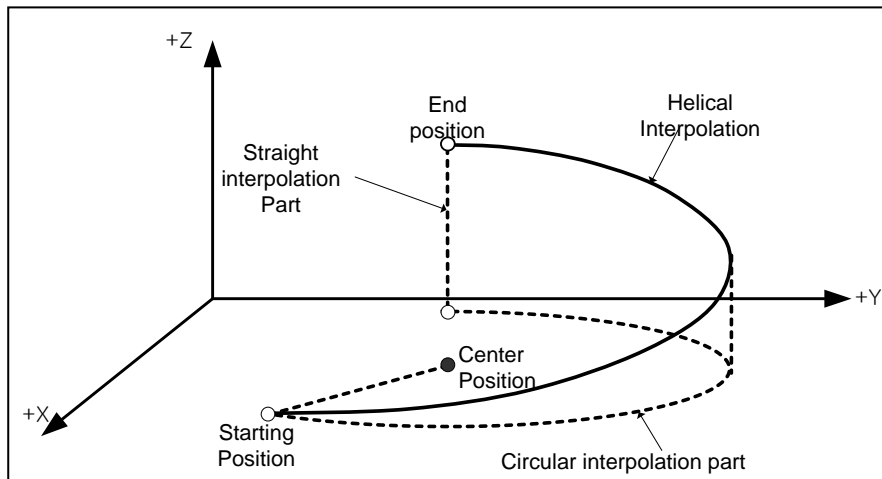 +Z
End
position
Helical
Interpolation
Straight
interpolation
Part
+Y
Center
Position
+X
Starting
Position
Circular interpolation part